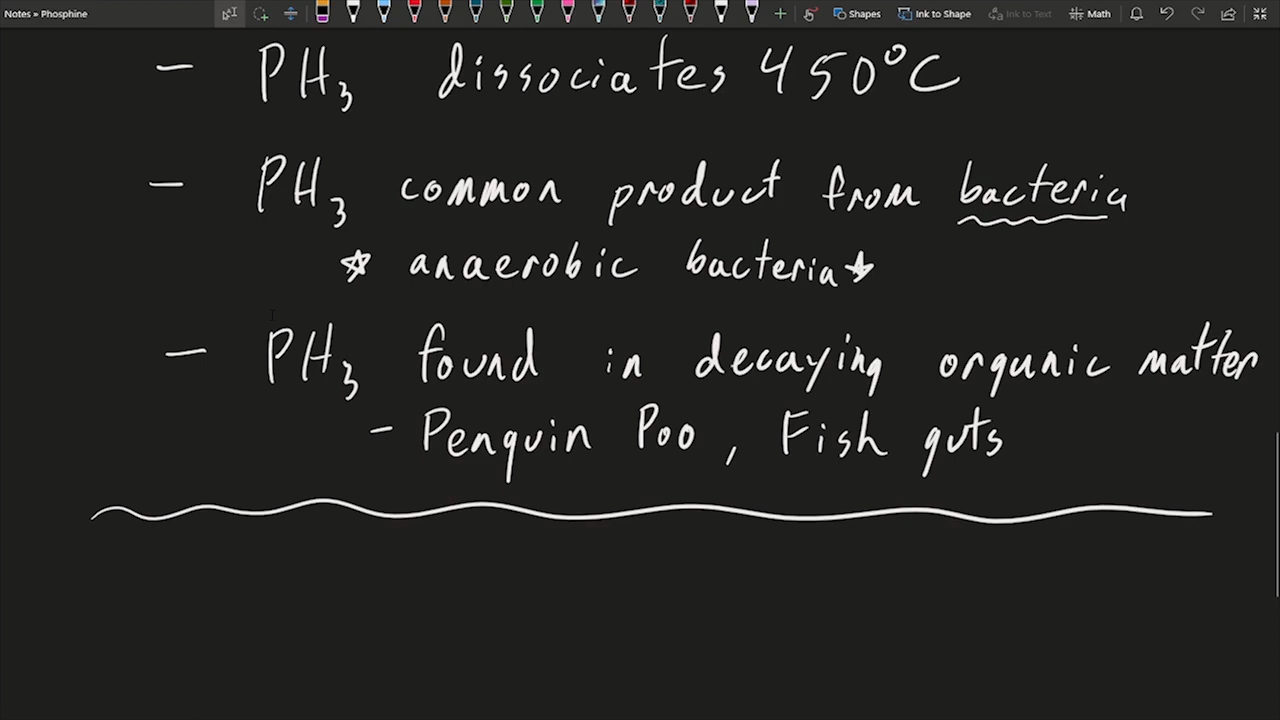 Notes » Phosphine
Shapes
Ink to Shape
Ink to Text
Math
- PH₃ dissociates 450°C
- PH₃ common product from bacteria
☆ anaerobic bacteria ☆
- PH₃ found in decaying organic matter
- Penguin Poo, Fish guts